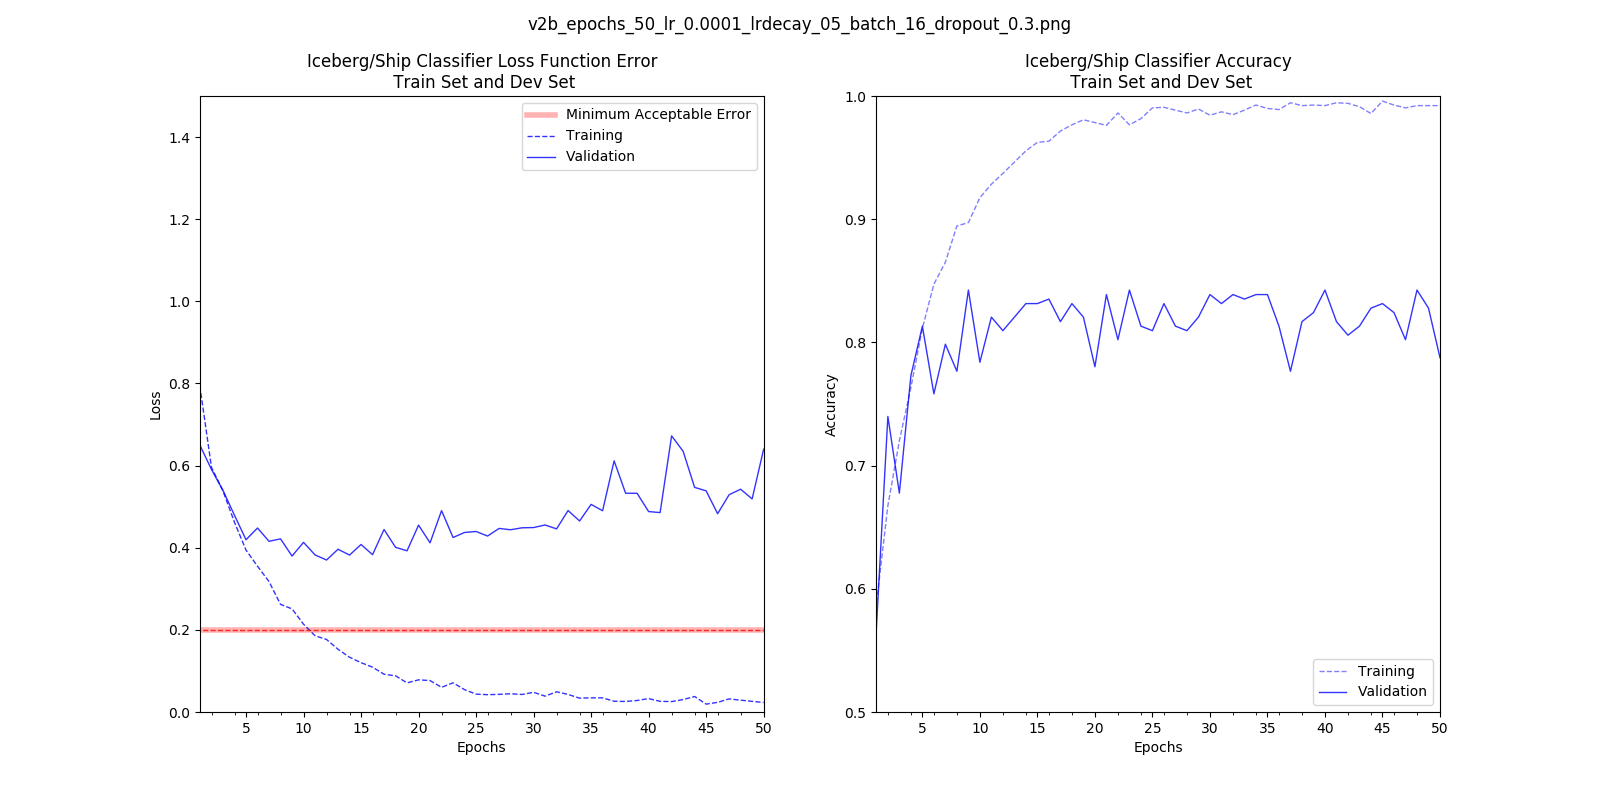 v2b_epochs_50_lr_0.0001_lrdecay_05_batch_16_dropout_0.3.png
Iceberg/Ship Classifier Loss Function Error
Train Set and Dev Set
Minimum Acceptable Error
Training
Validation
1.4
1.2
1.0
0.8
0.6
0.4
0.2
0.0
Loss
5 10 15 20 25 30 35 40 45 50
Epochs
Iceberg/Ship Classifier Accuracy
Train Set and Dev Set
1.0
0.9
0.8
0.7
0.6
0.5
Accuracy
Training
Validation
5 10 15 20 25 30 35 40 45 50
Epochs